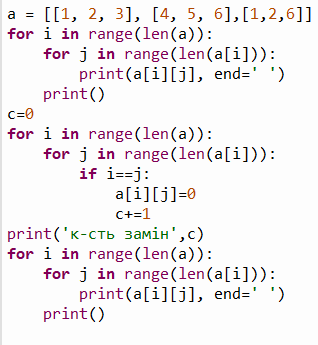 a = [[1, 2, 3], [4, 5, 6],[1,2,6]]
for i in range(len(a)):
    for j in range(len(a[i])):
        print(a[i][j], end=' ')
    print()
c=0
for i in range(len(a)):
    for j in range(len(a[i])):
        if i==j:
            a[i][j]=0
            c+=1
print('к-сть замін',c)
for i in range(len(a)):
    for j in range(len(a[i])):
        print(a[i][j], end=' ')
    print()